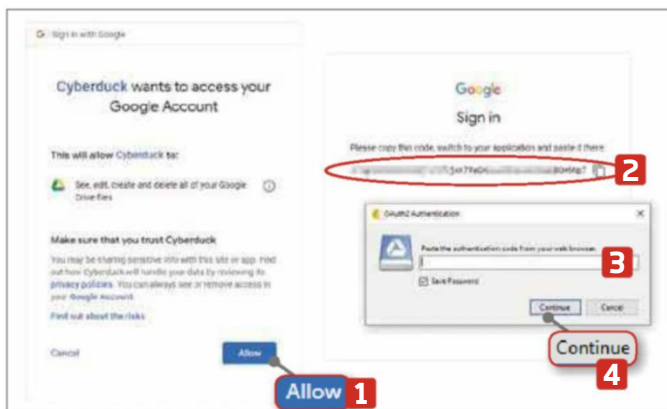 Sign in with Google
Cyberduck wants to access your
Google Account
This will allow Cyberduck to:
See, edit, create and delete all of your Google
Drive files
Make sure that you trust Cyberduck
You may be sharing sensitive info with this site or app. Find
out how Cyberduck will handle your data by reviewing its
privacy policies. You can always see or remove access in
your Google Account.
Find out about the risks
Cancel
Allow
Allow 1
Google
Sign in
Please copy this code, switch to your application and paste it there
2
OAuth2 Authentication
Paste the authentication code from your web browser.
3
Save Password
Continue
Cancel
Continue
4